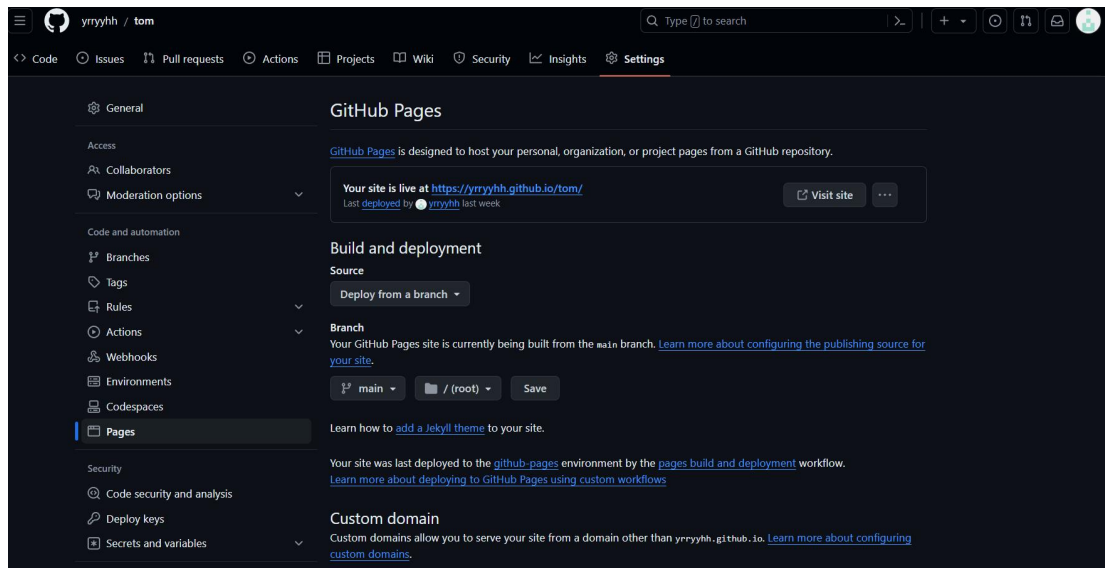 yrryyhh / tom
Type / to search
Code
Issues
Pull requests
Actions
Projects
Wiki
Security
Insights
Settings
General
Access
Collaborators
Moderation options
Code and automation
Branches
Tags
Rules
Actions
Webhooks
Environments
Codespaces
Pages
Security
Code security and analysis
Deploy keys
Secrets and variables
GitHub Pages
GitHub Pages is designed to host your personal, organization, or project pages from a GitHub repository.
Your site is live at https://yrryyhh.github.io/tom/
Last deployed by yrryyhh last week
Visit site
Build and deployment
Source
Deploy from a branch
Branch
Your GitHub Pages site is currently being built from the main branch. Learn more about configuring the publishing source for
your site.
main
/ (root)
Save
Learn how to add a Jekyll theme to your site.
Your site was last deployed to the github-pages environment by the pages build and deployment workflow.
Learn more about deploying to GitHub Pages using custom workflows
Custom domain
Custom domains allow you to serve your site from a domain other than yrryyhh.github.io. Learn more about configuring
custom domains.